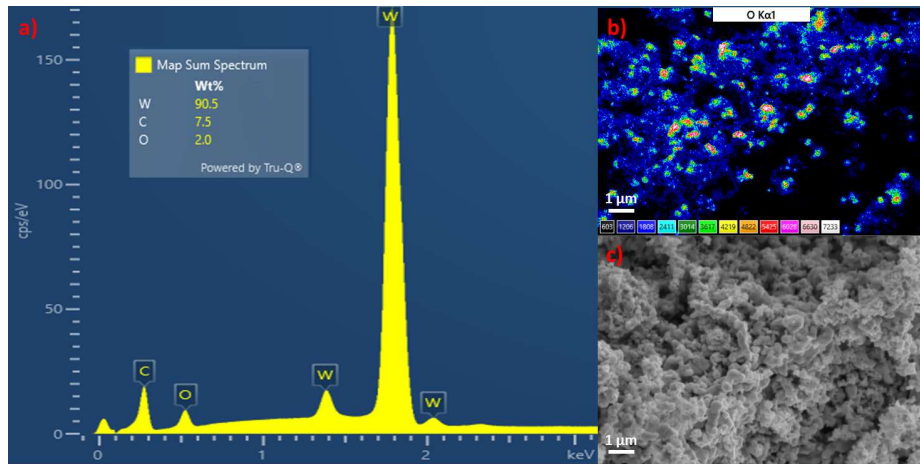 a)
W
150
Map Sum Spectrum
Wt%
W 90.5
C 7.5
O 2.0
Powered by Tru-Q®
100
cps/eV
50
C
O
W
W
0
0 1 2 keV
b)
O Kα1
1 µm
603 1206 1808 2411 3014 3617 4219 4822 5425 6028 6630 7233
c)
1 µm